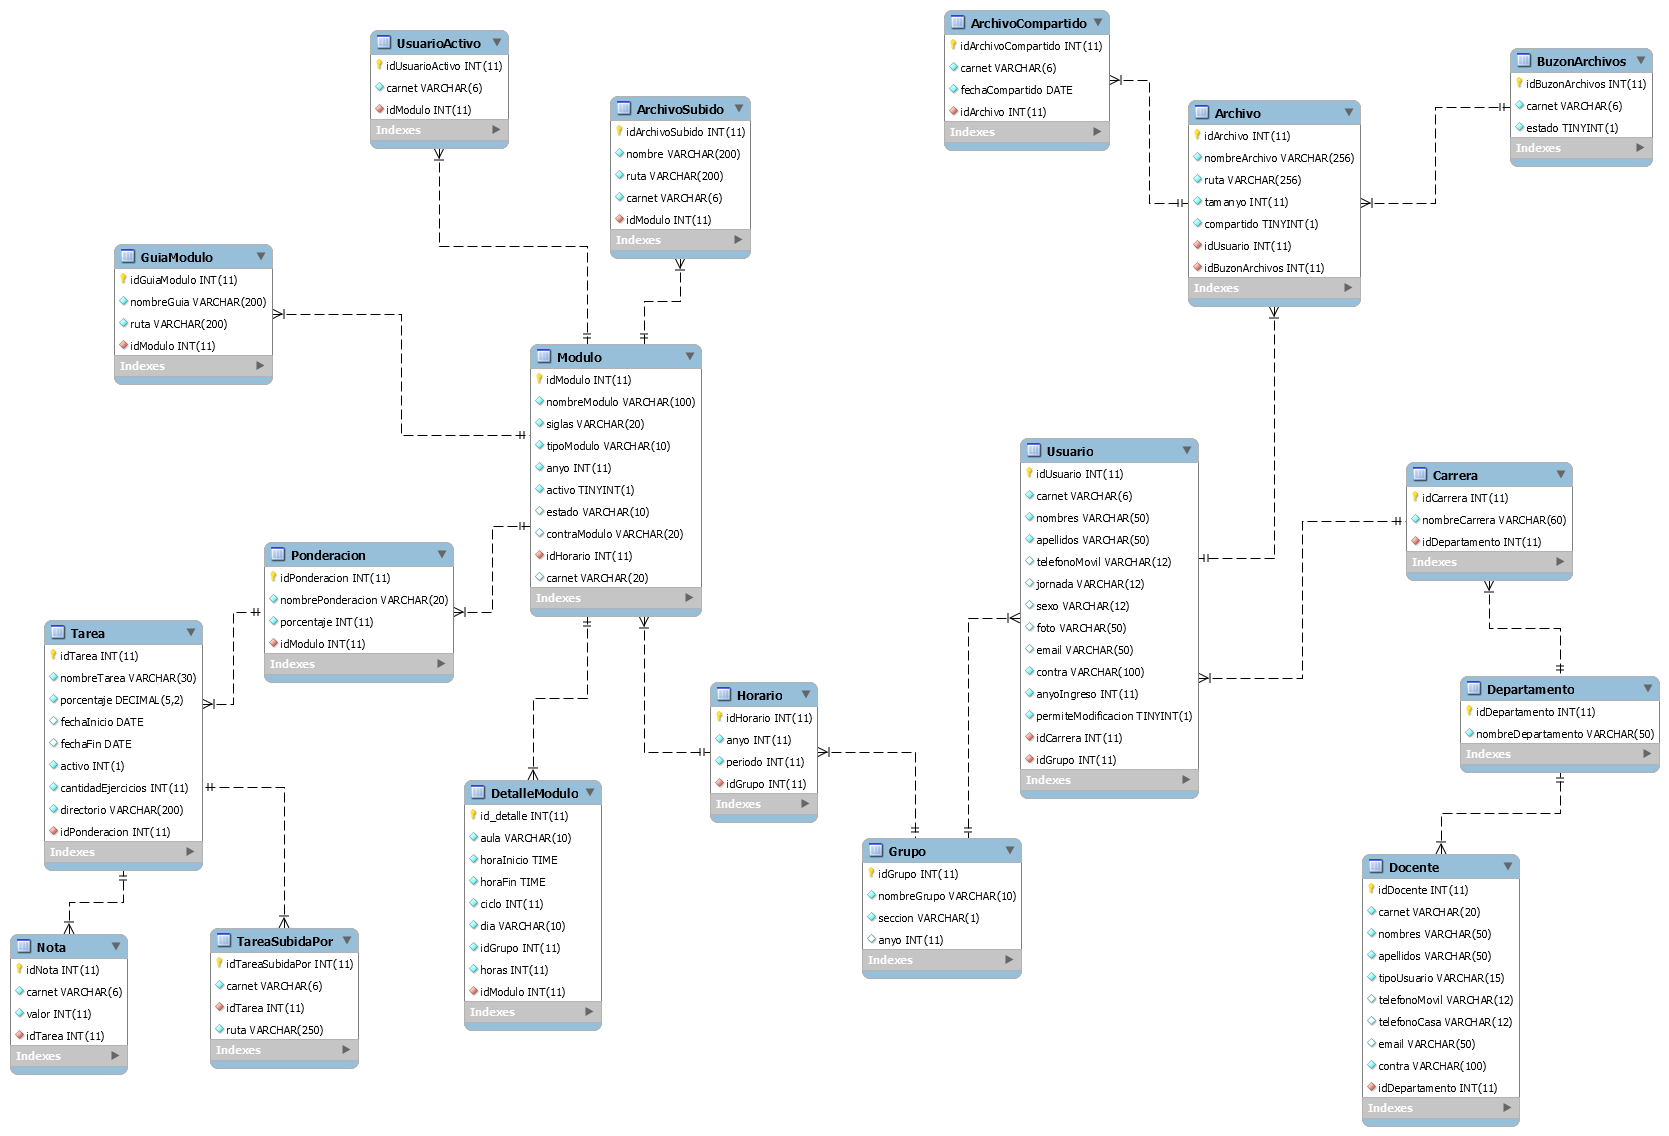 ArchivoCompartido
idArchivoCompartido INT(11)
carnet VARCHAR(6)
fechaCompartido DATE
idArchivo INT(11)
Indexes
UsuarioActivo
idUsuarioActivo INT(11)
carnet VARCHAR(6)
idModulo INT(11)
Indexes
BuzonArchivos
idBuzonArchivos INT(11)
carnet VARCHAR(6)
estado TINYINT(1)
Indexes
ArchivoSubido
idArchivoSubido INT(11)
nombre VARCHAR(200)
ruta VARCHAR(200)
carnet VARCHAR(6)
idModulo INT(11)
Indexes
Archivo
idArchivo INT(11)
nombreArchivo VARCHAR(256)
ruta VARCHAR(256)
tamanyo INT(11)
compartido TINYINT(1)
idUsuario INT(11)
idBuzonArchivos INT(11)
Indexes
GuiaModulo
idGuiaModulo INT(11)
nombreGuia VARCHAR(200)
ruta VARCHAR(200)
idModulo INT(11)
Indexes
Modulo
idModulo INT(11)
nombreModulo VARCHAR(100)
siglas VARCHAR(20)
tipoModulo VARCHAR(10)
anyo INT(11)
activo TINYINT(1)
estado VARCHAR(10)
contraModulo VARCHAR(20)
idHorario INT(11)
carnet VARCHAR(20)
Indexes
Usuario
idUsuario INT(11)
carnet VARCHAR(6)
nombres VARCHAR(50)
apellidos VARCHAR(50)
telefonoMovil VARCHAR(12)
jornada VARCHAR(12)
sexo VARCHAR(12)
foto VARCHAR(50)
email VARCHAR(50)
contra VARCHAR(100)
anyoIngreso INT(11)
permiteModificacion TINYINT(1)
idCarrera INT(11)
idGrupo INT(11)
Indexes
Carrera
idCarrera INT(11)
nombreCarrera VARCHAR(60)
idDepartamento INT(11)
Indexes
Ponderacion
idPonderacion INT(11)
nombrePonderacion VARCHAR(20)
porcentaje INT(11)
idModulo INT(11)
Indexes
Tarea
idTarea INT(11)
nombreTarea VARCHAR(30)
porcentaje DECIMAL(5,2)
fechaInicio DATE
fechaFin DATE
activo INT(1)
cantidadEjercicios INT(11)
directorio VARCHAR(200)
idPonderacion INT(11)
Indexes
Departamento
idDepartamento INT(11)
nombreDepartamento VARCHAR(50)
Indexes
Horario
idHorario INT(11)
anyo INT(11)
periodo INT(11)
idGrupo INT(11)
Indexes
DetalleModulo
id_detalle INT(11)
aula VARCHAR(10)
horaInicio TIME
horaFin TIME
ciclo INT(11)
dia VARCHAR(10)
idGrupo INT(11)
horas INT(11)
idModulo INT(11)
Indexes
Grupo
idGrupo INT(11)
nombreGrupo VARCHAR(10)
seccion VARCHAR(1)
anyo INT(11)
Indexes
Docente
idDocente INT(11)
carnet VARCHAR(20)
nombres VARCHAR(50)
apellidos VARCHAR(50)
tipoUsuario VARCHAR(15)
telefonoMovil VARCHAR(12)
telefonoCasa VARCHAR(12)
email VARCHAR(50)
contra VARCHAR(100)
idDepartamento INT(11)
Indexes
Nota
idNota INT(11)
carnet VARCHAR(6)
valor INT(11)
idTarea INT(11)
Indexes
TareaSubidaPor
idTareaSubidaPor INT(11)
carnet VARCHAR(6)
idTarea INT(11)
ruta VARCHAR(250)
Indexes